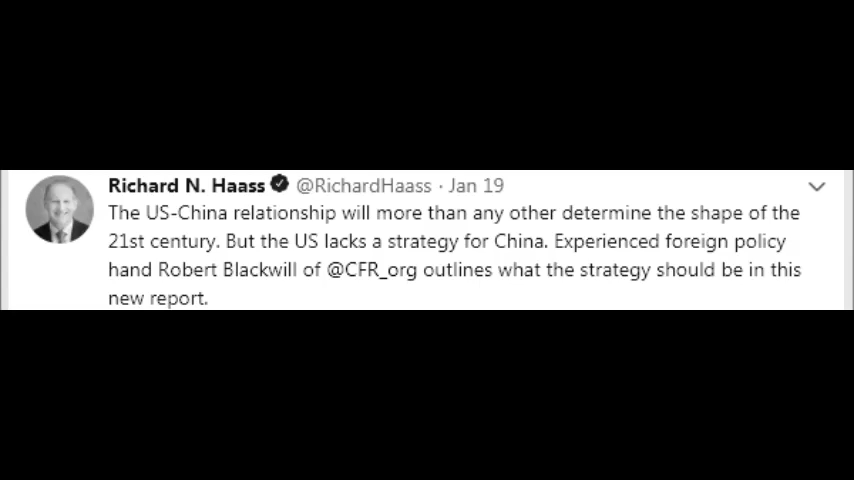 Richard N. Haass @RichardHaass · Jan 19
The US-China relationship will more than any other determine the shape of the
21st century. But the US lacks a strategy for China. Experienced foreign policy
hand Robert Blackwill of @CFR_org outlines what the strategy should be in this
new report.